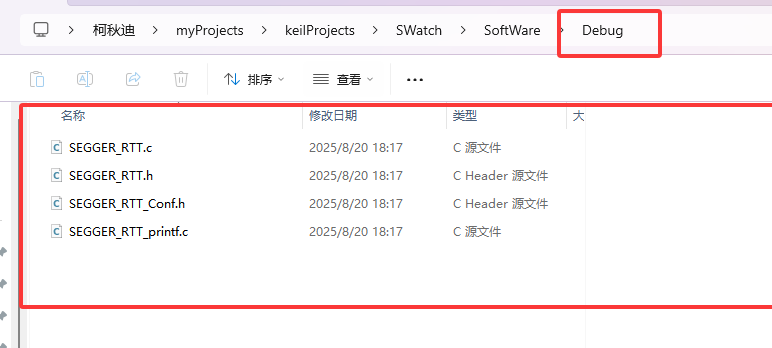 柯秋迪 > myProjects > keilProjects > SWatch > SoftWare > Debug
排序 查看 ...
名称 修改日期 类型 大
SEGGER_RTT.c 2025/8/20 18:17 C 源文件
SEGGER_RTT.h 2025/8/20 18:17 C Header 源文件
SEGGER_RTT_Conf.h 2025/8/20 18:17 C Header 源文件
SEGGER_RTT_printf.c 2025/8/20 18:17 C 源文件